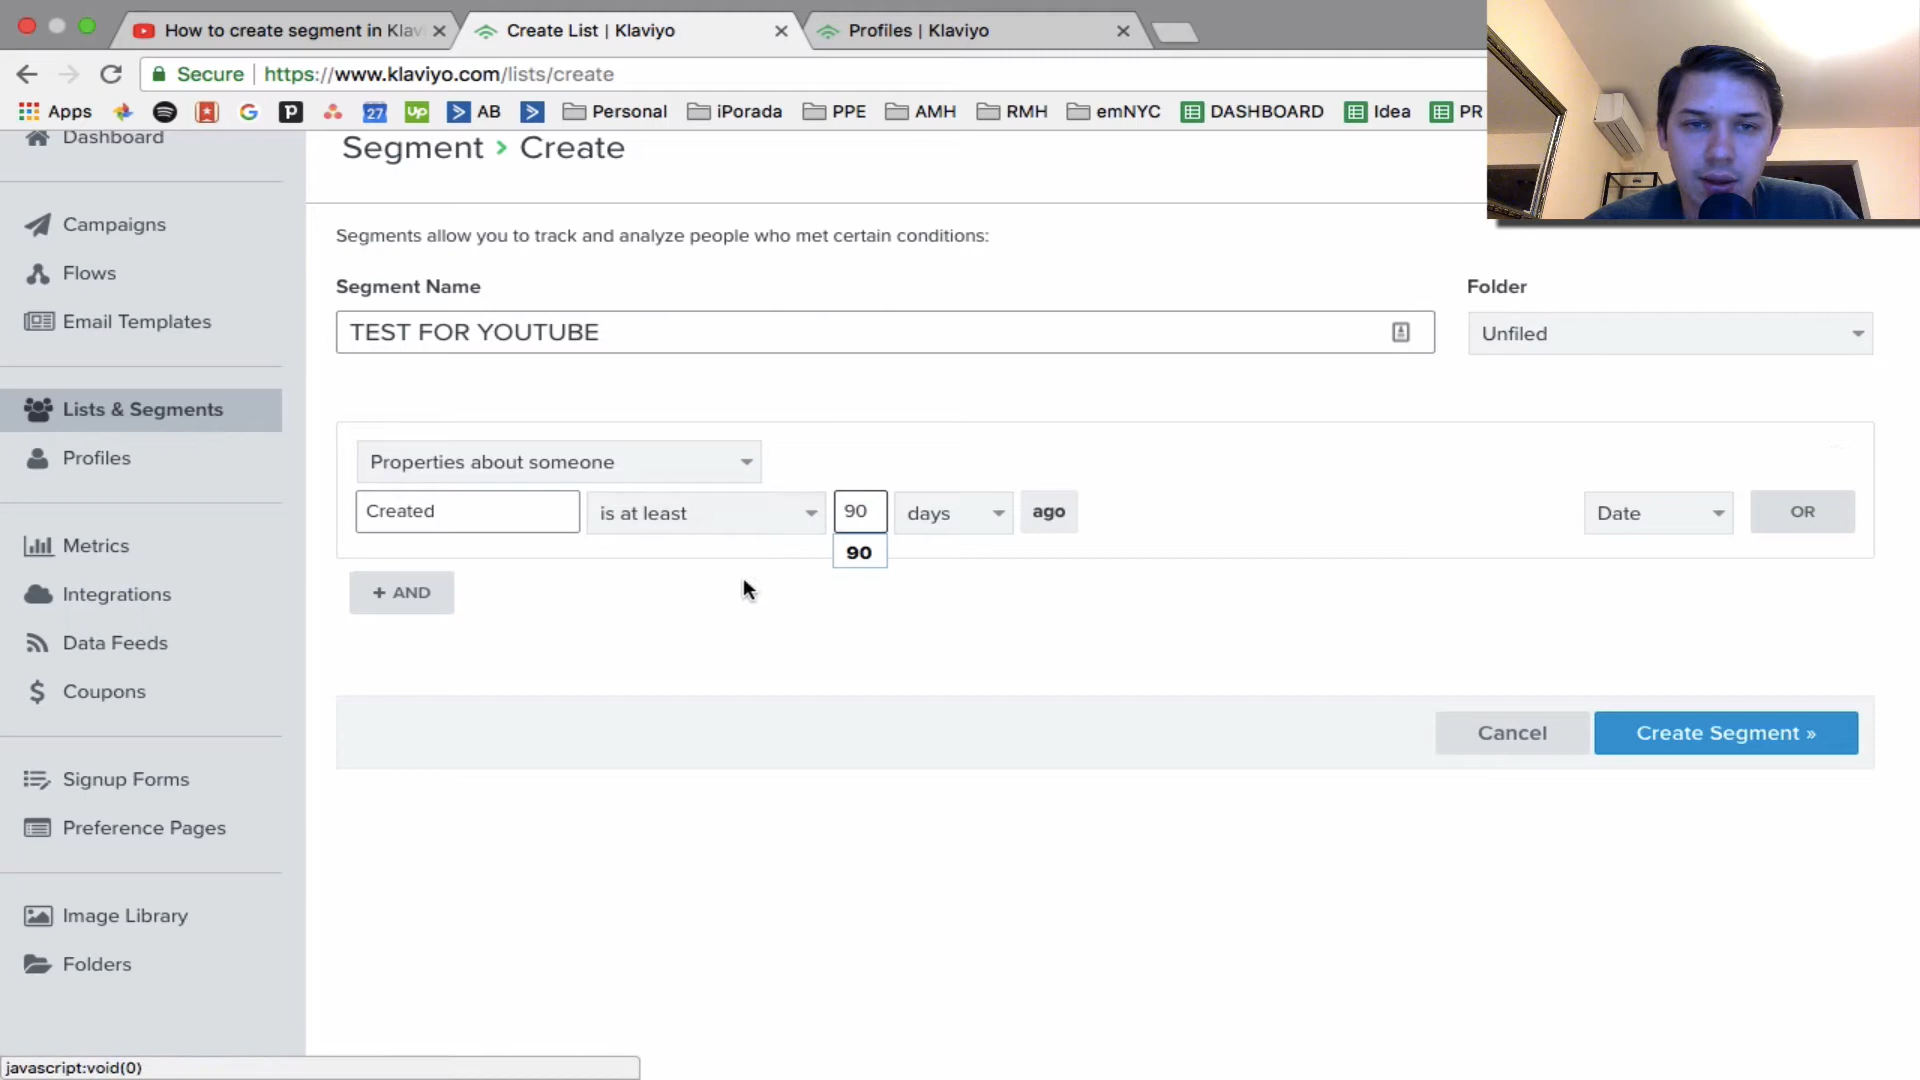 How to create segment in Klav
Create List | Klaviyo
Profiles | Klaviyo
Secure
https://www.klaviyo.com/lists/create
Apps
P
27
up
AB
Personal
iPorada
PPE
AMH
RMH
emNYC
DASHBOARD
Idea
PR
Dashboard
Campaigns
Flows
Email Templates
Lists & Segments
Profiles
Metrics
Integrations
Data Feeds
Coupons
Signup Forms
Preference Pages
Image Library
Folders
Segment > Create
Segments allow you to track and analyze people who met certain conditions:
Segment Name
Folder
TEST FOR YOUTUBE
Unfiled
Properties about someone
Created
is at least
90
days
ago
Date
OR
90
+ AND
Cancel
Create Segment »
javascript:void(0)